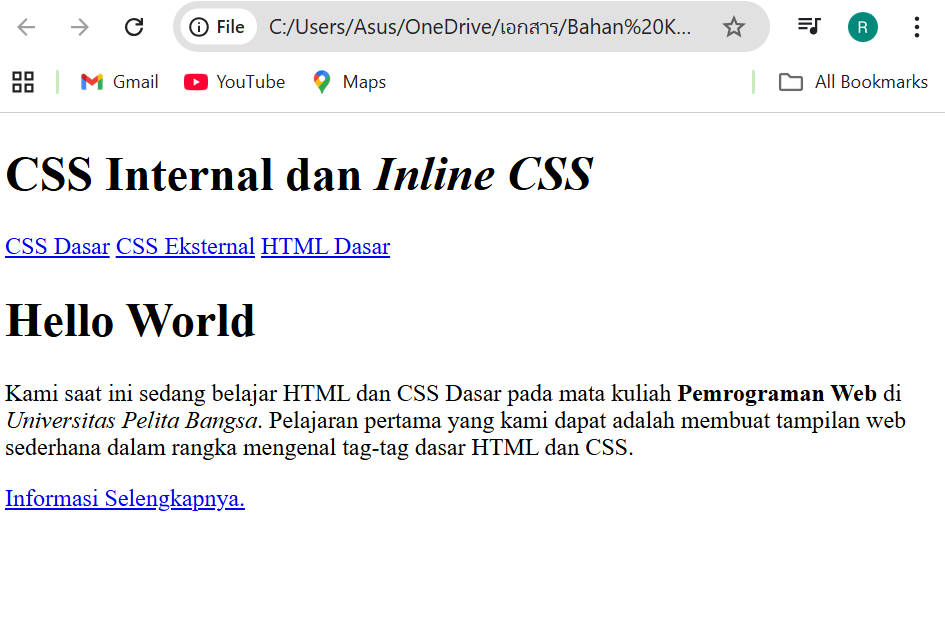 File C:/Users/Asus/OneDrive/เอกสาร/Bahan%20K... R
Gmail YouTube Maps All Bookmarks
CSS Internal dan Inline CSS
CSS Dasar CSS Eksternal HTML Dasar
Hello World
Kami saat ini sedang belajar HTML dan CSS Dasar pada mata kuliah Pemrograman Web di
Universitas Pelita Bangsa. Pelajaran pertama yang kami dapat adalah membuat tampilan web
sederhana dalam rangka mengenal tag-tag dasar HTML dan CSS.
Informasi Selengkapnya.